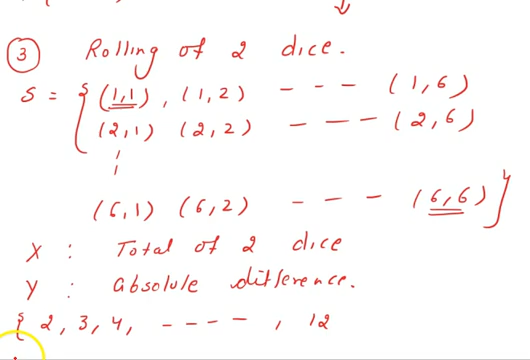 ③ Rolling of 2 dice.
S = { (1,1), (1,2) - - - (1,6)
(2,1) (2,2) - - - (2,6)
(6,1) (6,2) - - - (6,6) }
X : Total of 2 dice
Y : absolute difference.
{ 2, 3, 4, - - - - , 12